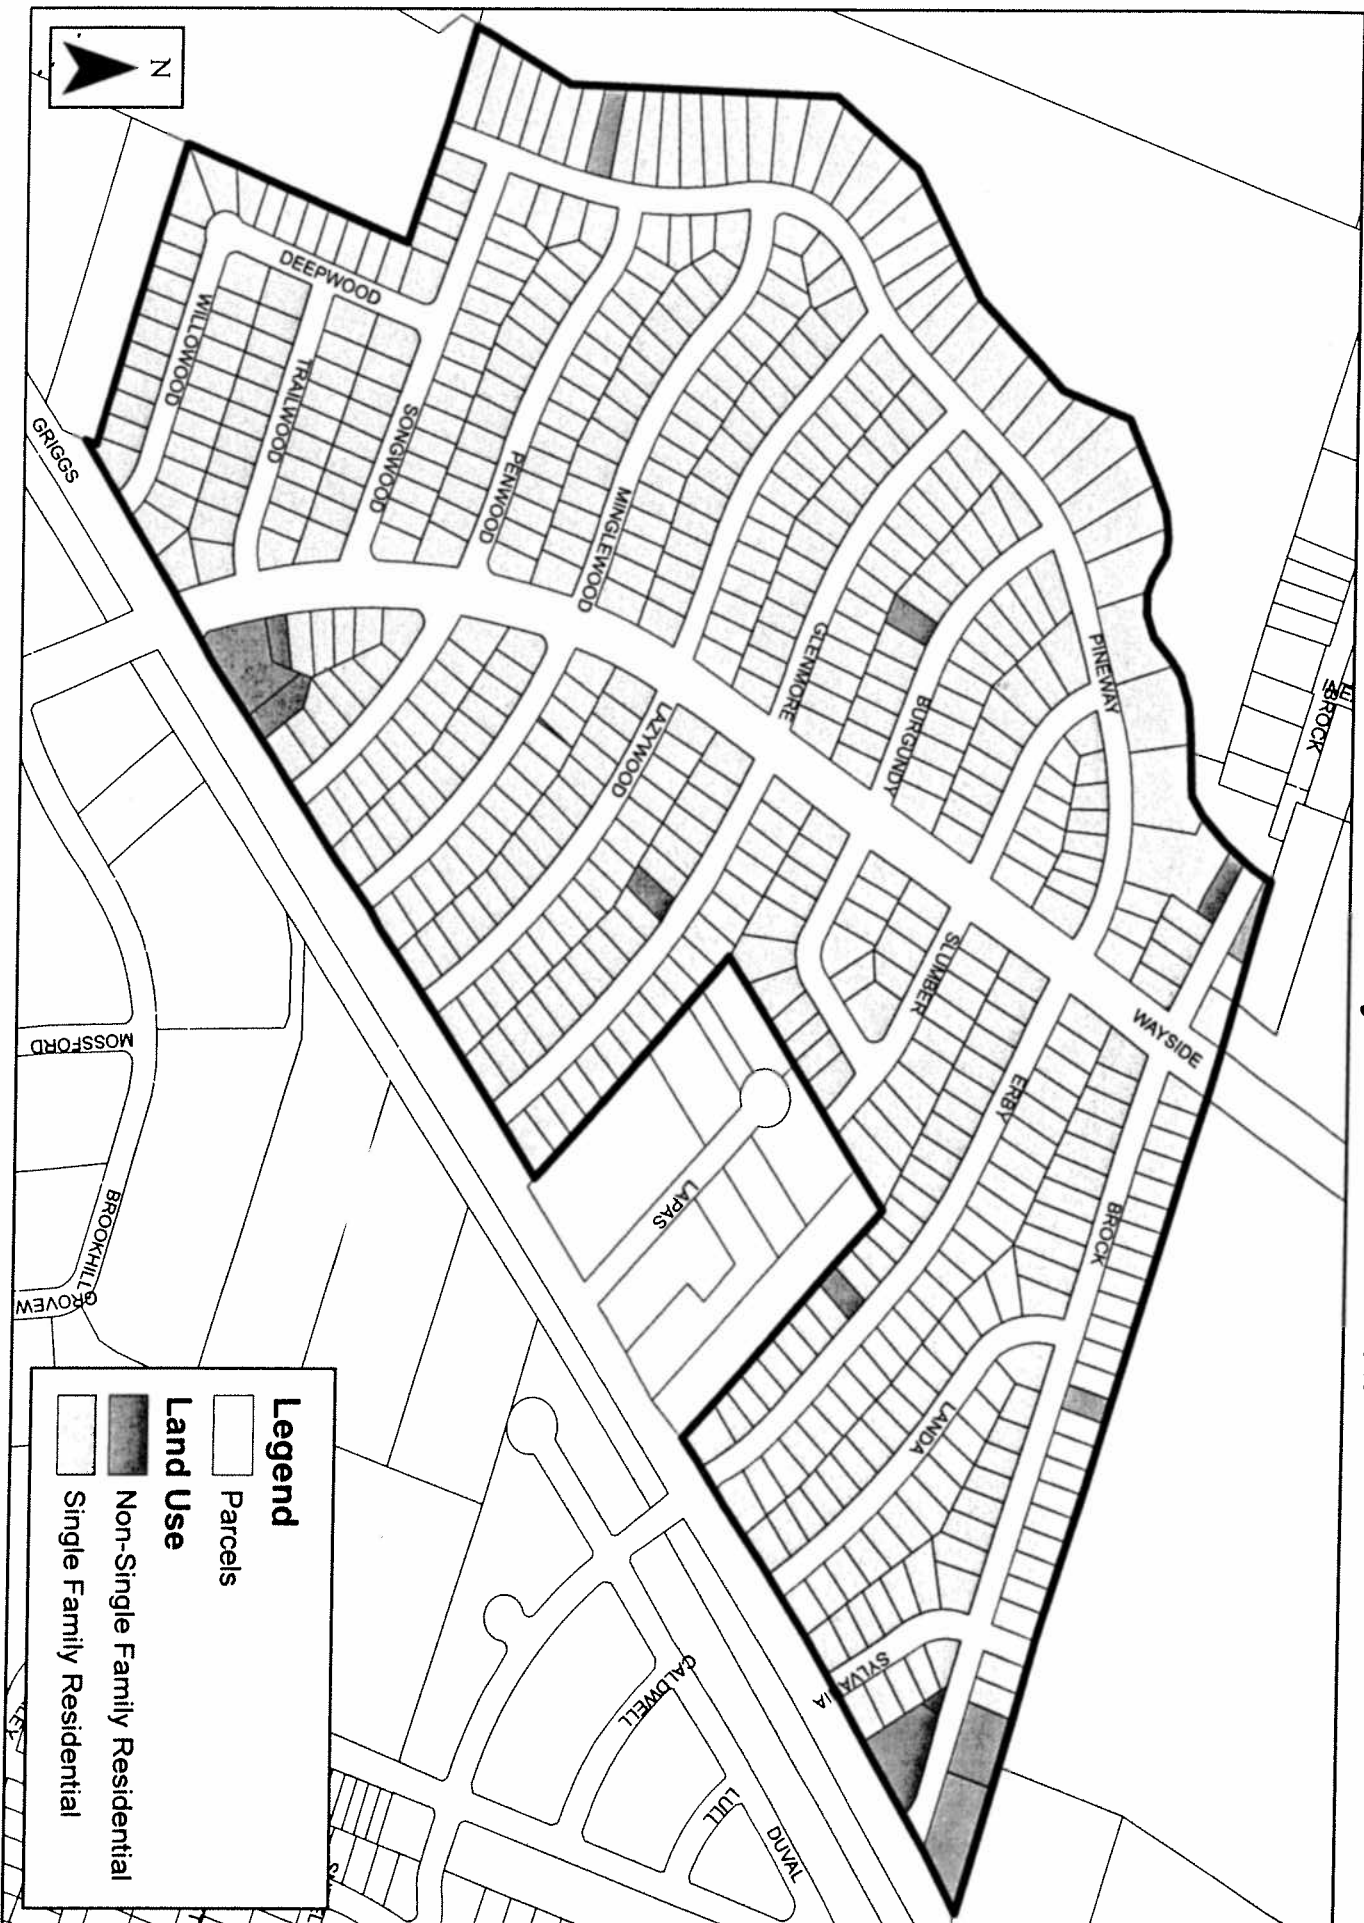 N
DEEPWOOD
WILLOWOOD
TRAILWOOD
SONGWOOD
PENWOOD
MINGLEWOOD
GRIGGS
GLENMORE
BURGUNDY
PINEWAY
BROCK
LAZYWOOD
SLUMBER
WAYSIDE
ERBY
BROCK
LAPAS
LANDA
MOSSFORD
BROOKHILL
GROVEW
CALDWELL
LULL
DUVAL
Legend
Parcels
Land Use
Non-Single Family Residential
Single Family Residential